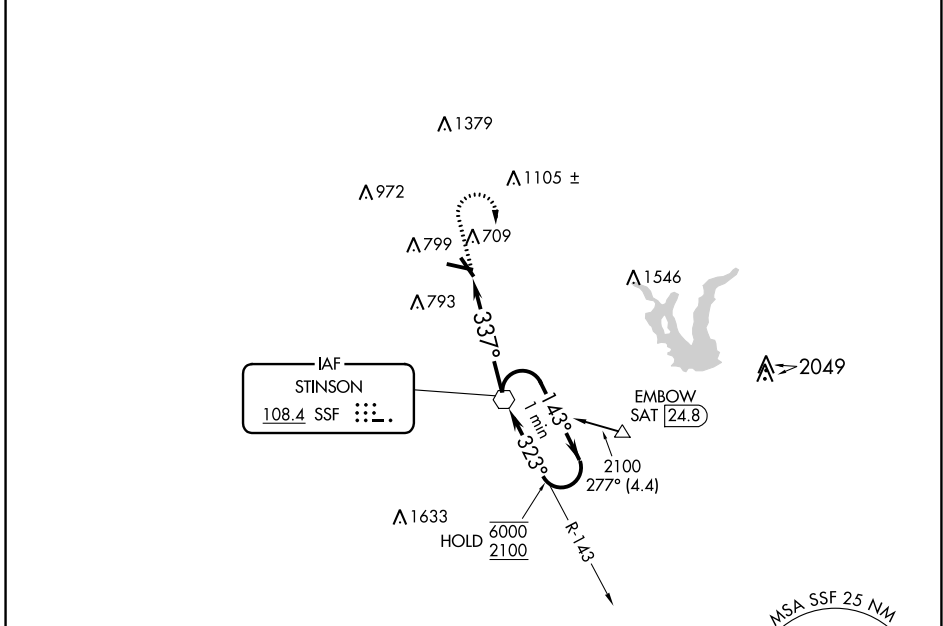 1379
1105 ±
972
799
709
1546
793
337°
2049
IAF
STINSON
108.4 SSF
EMBOW
SAT 24.8
143°
1 min
323°
2100
277° (4.4)
1633
HOLD 6000
2100
R-143
MSA SSF 25 NM